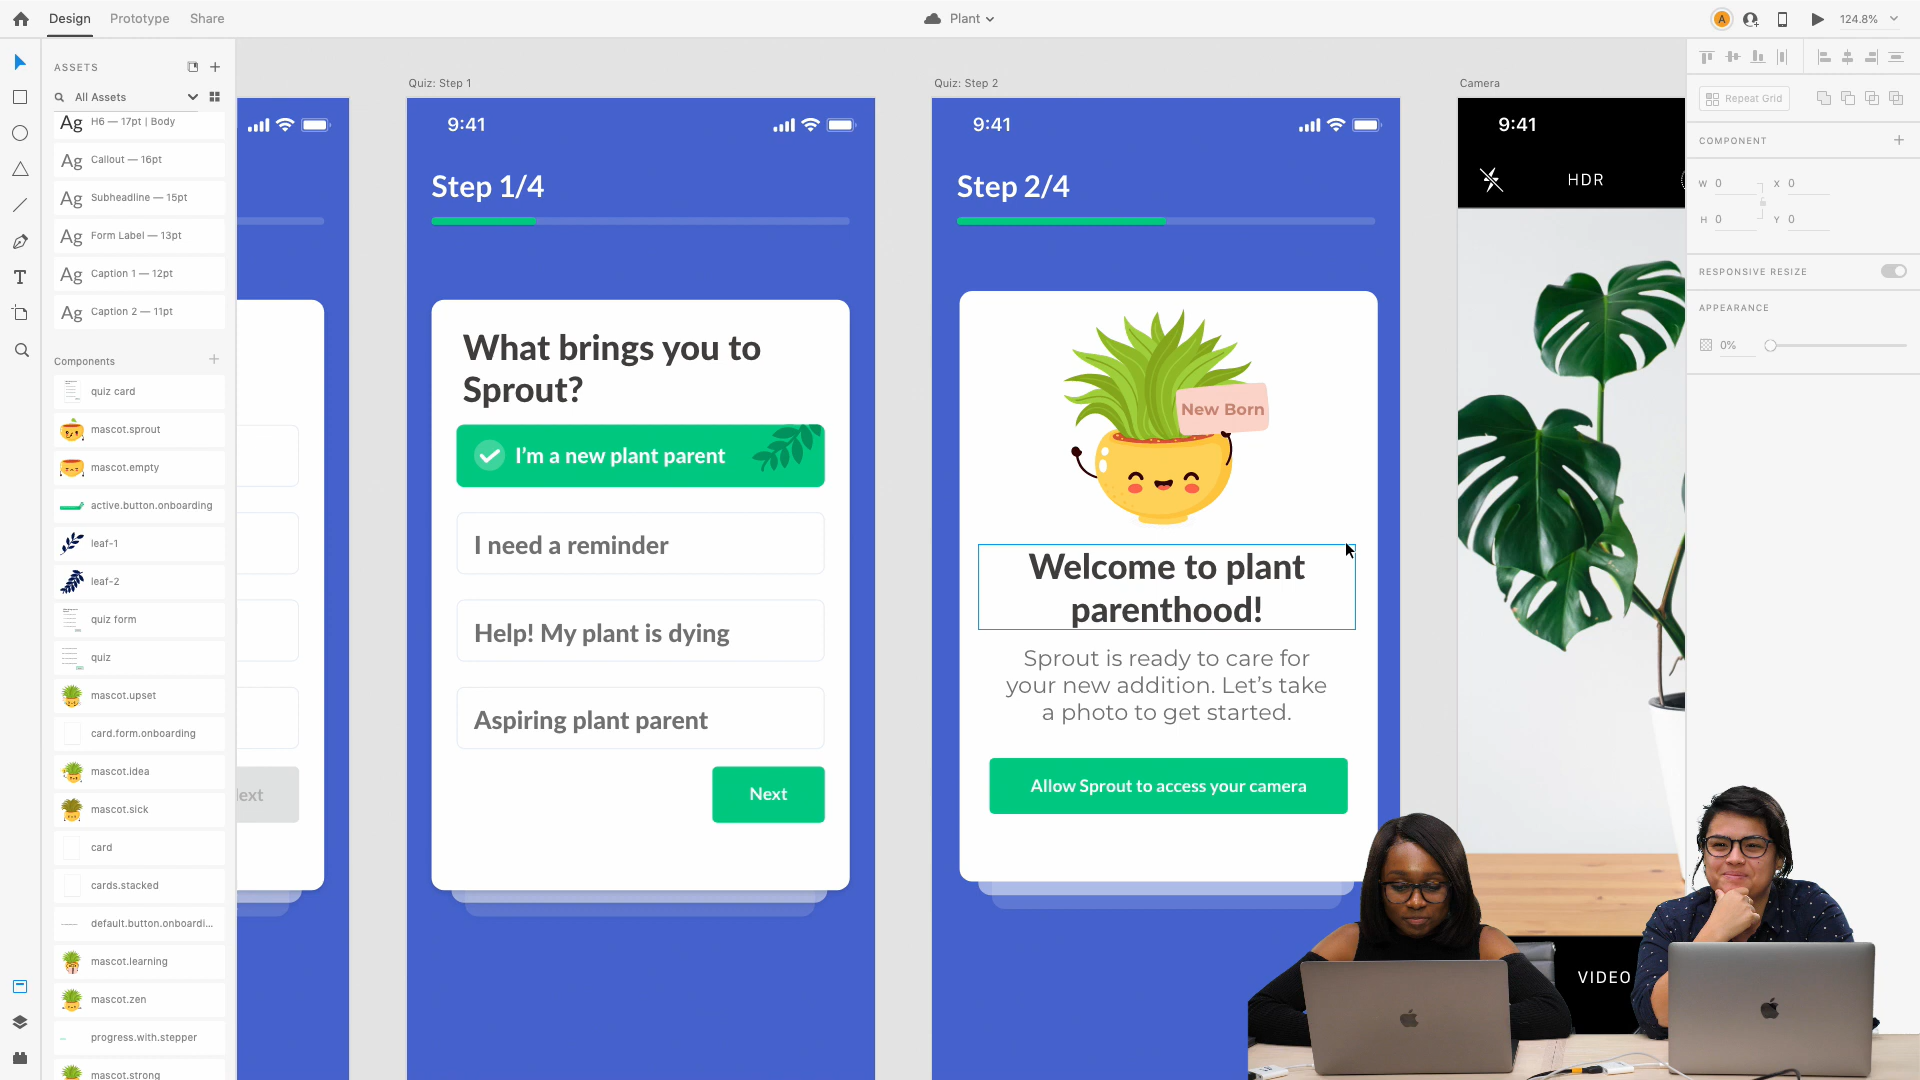 Design
Prototype
Share
Plant
A
124.8%
ASSETS
All Assets
Ag H6 — 17pt | Body
Ag Callout — 16pt
Ag Subheadline — 15pt
Ag Form Label — 13pt
Ag Caption 1 — 12pt
Ag Caption 2 — 11pt
Components
quiz card
mascot.sprout
mascot.empty
active.button.onboarding
leaf-1
leaf-2
quiz form
quiz
mascot.upset
card.form.onboarding
mascot.idea
mascot.sick
card
cards.stacked
default.button.onboardi...
mascot.learning
mascot.zen
progress.with.stepper
mascot.strong
ext
Quiz: Step 1
9:41
Step 1/4
What brings you to
Sprout?
I'm a new plant parent
I need a reminder
Help! My plant is dying
Aspiring plant parent
Next
Quiz: Step 2
9:41
Step 2/4
New Born
Welcome to plant
parenthood!
Sprout is ready to care for
your new addition. Let's take
a photo to get started.
Allow Sprout to access your camera
Camera
9:41
HDR
VIDEO
Repeat Grid
COMPONENT
W 0
X 0
H 0
Y 0
RESPONSIVE RESIZE
APPEARANCE
0%